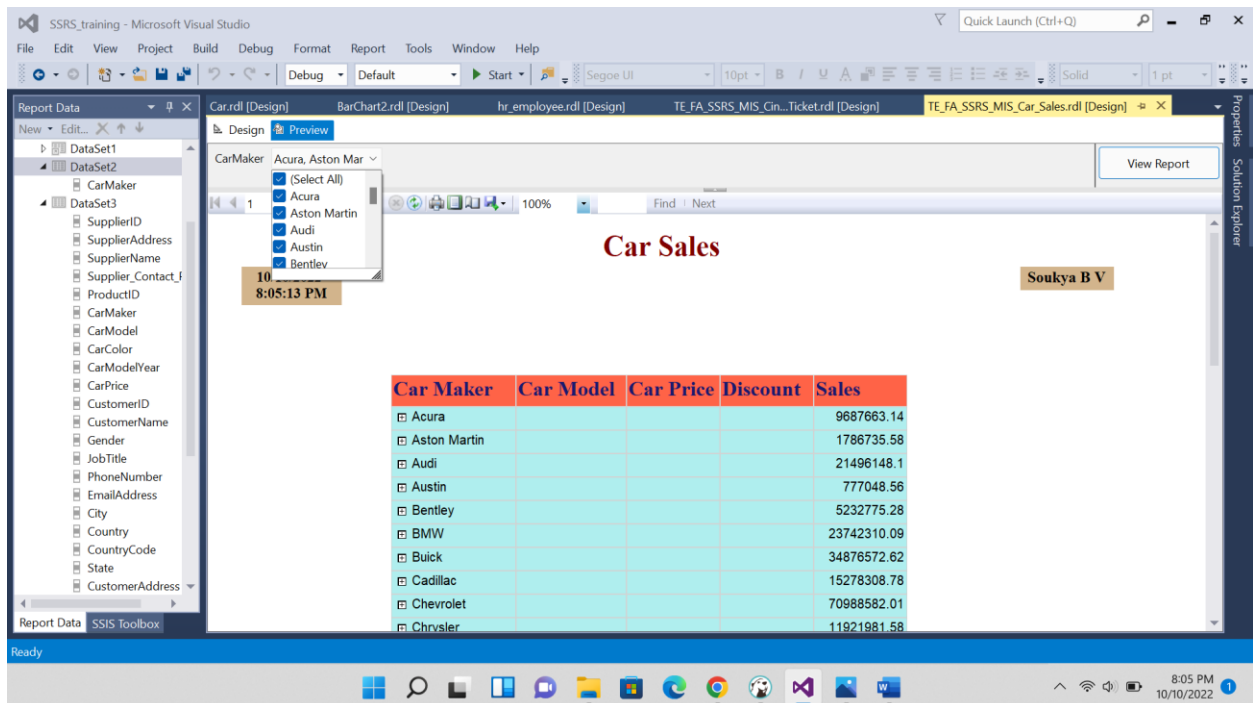 SSRS_training - Microsoft Visual Studio
Quick Launch (Ctrl+Q)
File Edit View Project Build Debug Format Report Tools Window Help
Debug Default Start Segoe UI 10pt B I U A Solid 1 pt
Report Data
Car.rdl [Design] BarChart2.rdl [Design] hr_employee.rdl [Design] TE_FA_SSRS_MIS_Cin...Ticket.rdl [Design] TE_FA_SSRS_MIS_Car_Sales.rdl [Design]
New Edit...
Design Preview
DataSet1
DataSet2
CarMaker
DataSet3
SupplierID
SupplierAddress
SupplierName
Supplier_Contact_
ProductID
CarMaker
CarModel
CarColor
CarModelYear
CarPrice
CustomerID
CustomerName
Gender
JobTitle
PhoneNumber
EmailAddress
City
Country
CountryCode
State
CustomerAddress
Report Data SSIS Toolbox
CarMaker Acura, Aston Mar
View Report
(Select All)
Acura
Aston Martin
Audi
Austin
Bentley
1 100% Find Next
Car Sales
8:05:13 PM
Soukya B V
Car Maker Car Model Car Price Discount Sales
Acura 9687663.14
Aston Martin 1786735.58
Audi 21496148.1
Austin 777048.56
Bentley 5232775.28
BMW 23742310.09
Buick 34876572.62
Cadillac 15278308.78
Chevrolet 70988582.01
Chrysler 11921981.58
Properties
Solution Explorer
Ready
8:05 PM
10/10/2022
1